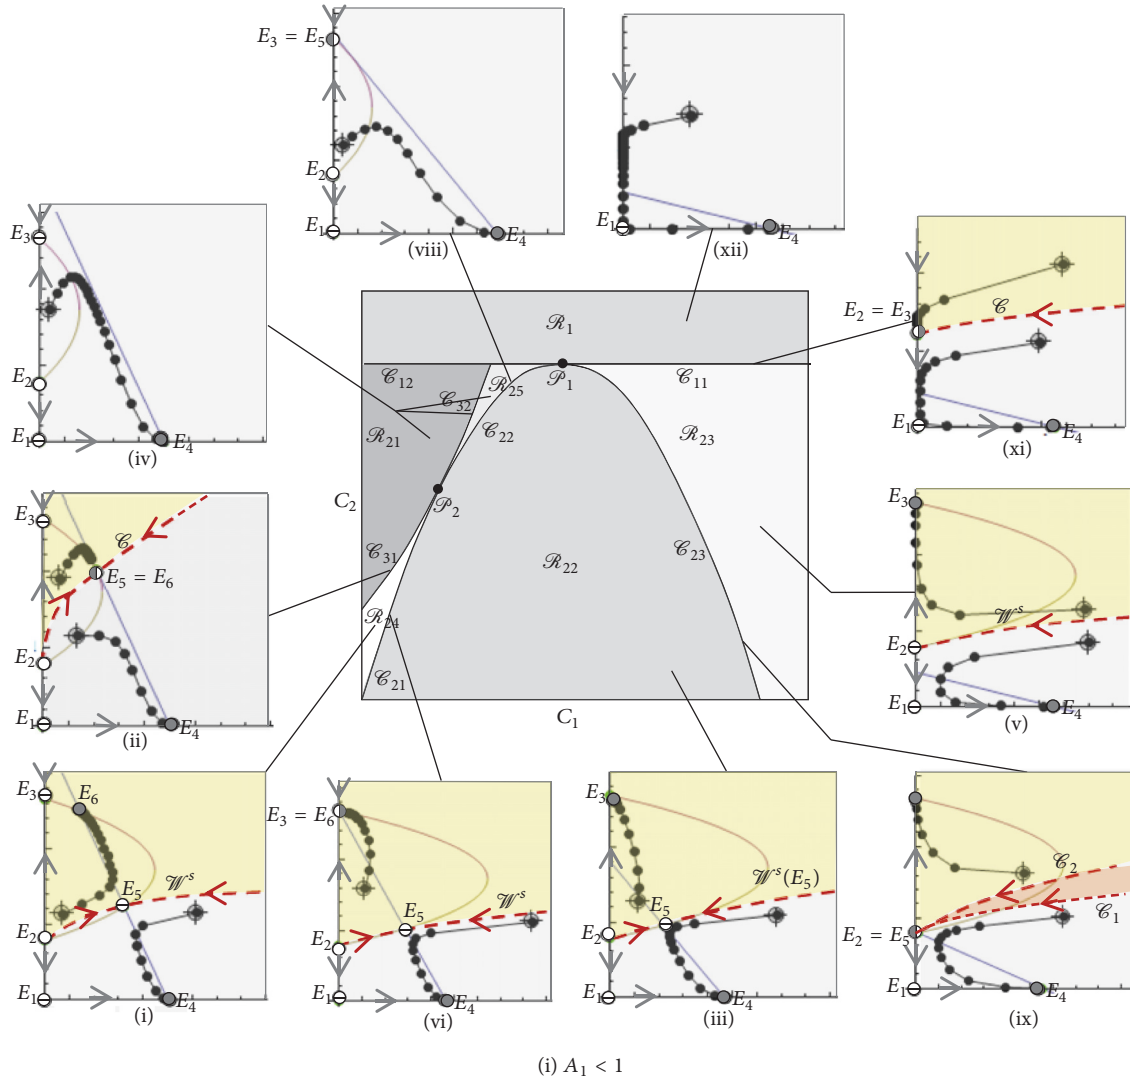 E3 = E5
E2
E1
E4
(viii)
E1
E4
(xii)
E3
E2
E1
E4
(iv)
E2 = E3
𝒞
E1
E4
(xi)
ℛ1
𝒞12
ℛ25
𝒫1
𝒞11
𝒞32
ℛ21
𝒞22
ℛ23
C2
𝒫2
𝒞31
ℛ22
𝒞23
ℛ24
𝒞21
C1
E3
𝒞
E5 = E6
E2
E1
E4
(ii)
E3
𝒲s
E2
E1
E4
(v)
E3
E6
E5
𝒲s
E2
E1
E4
(i)
E3 = E6
E5
𝒲s
E2
E1
E4
(vi)
E3
𝒲s(E5)
E5
E2
E1
E4
(iii)
𝒞2
𝒞1
E2 = E5
E1
E4
(ix)
(i) A1 < 1